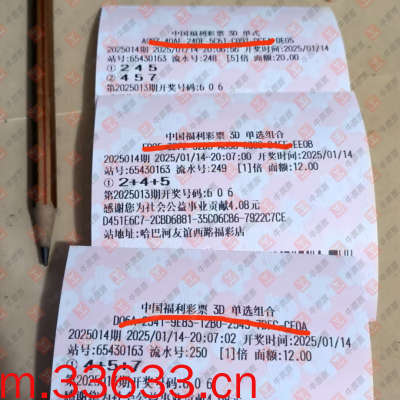 中国福利彩票 3D 单式
2025014期 2025/01/14-20:06:56 开奖时间:2025/01/14
站号:65430163 流水号:248 [5]倍 面额:20.00
① 2 4 5
② 4 5 7
第2025013期开奖号码:6 0 6
中国福利彩票 3D 单选组合
2025014期 2025/01/14-20:07:00 开奖时间:2025/01/14
站号:65430163 流水号:249 [1]倍 面额:12.00
① 2+4+5
第2025013期开奖号码:6 0 6
感谢您为社会公益事业贡献4.08元
D451E6C7-2CBD6B81-35C06CB6-7922C7CE
站地址:哈巴河友谊西路福彩店
中国福利彩票 3D 单选组合
2025014期 2025/01/14-20:07:02 开奖时间:2025/01/14
站号:65430163 流水号:250 [1]倍 面额:12.00
4+5+7
m.33633.cn